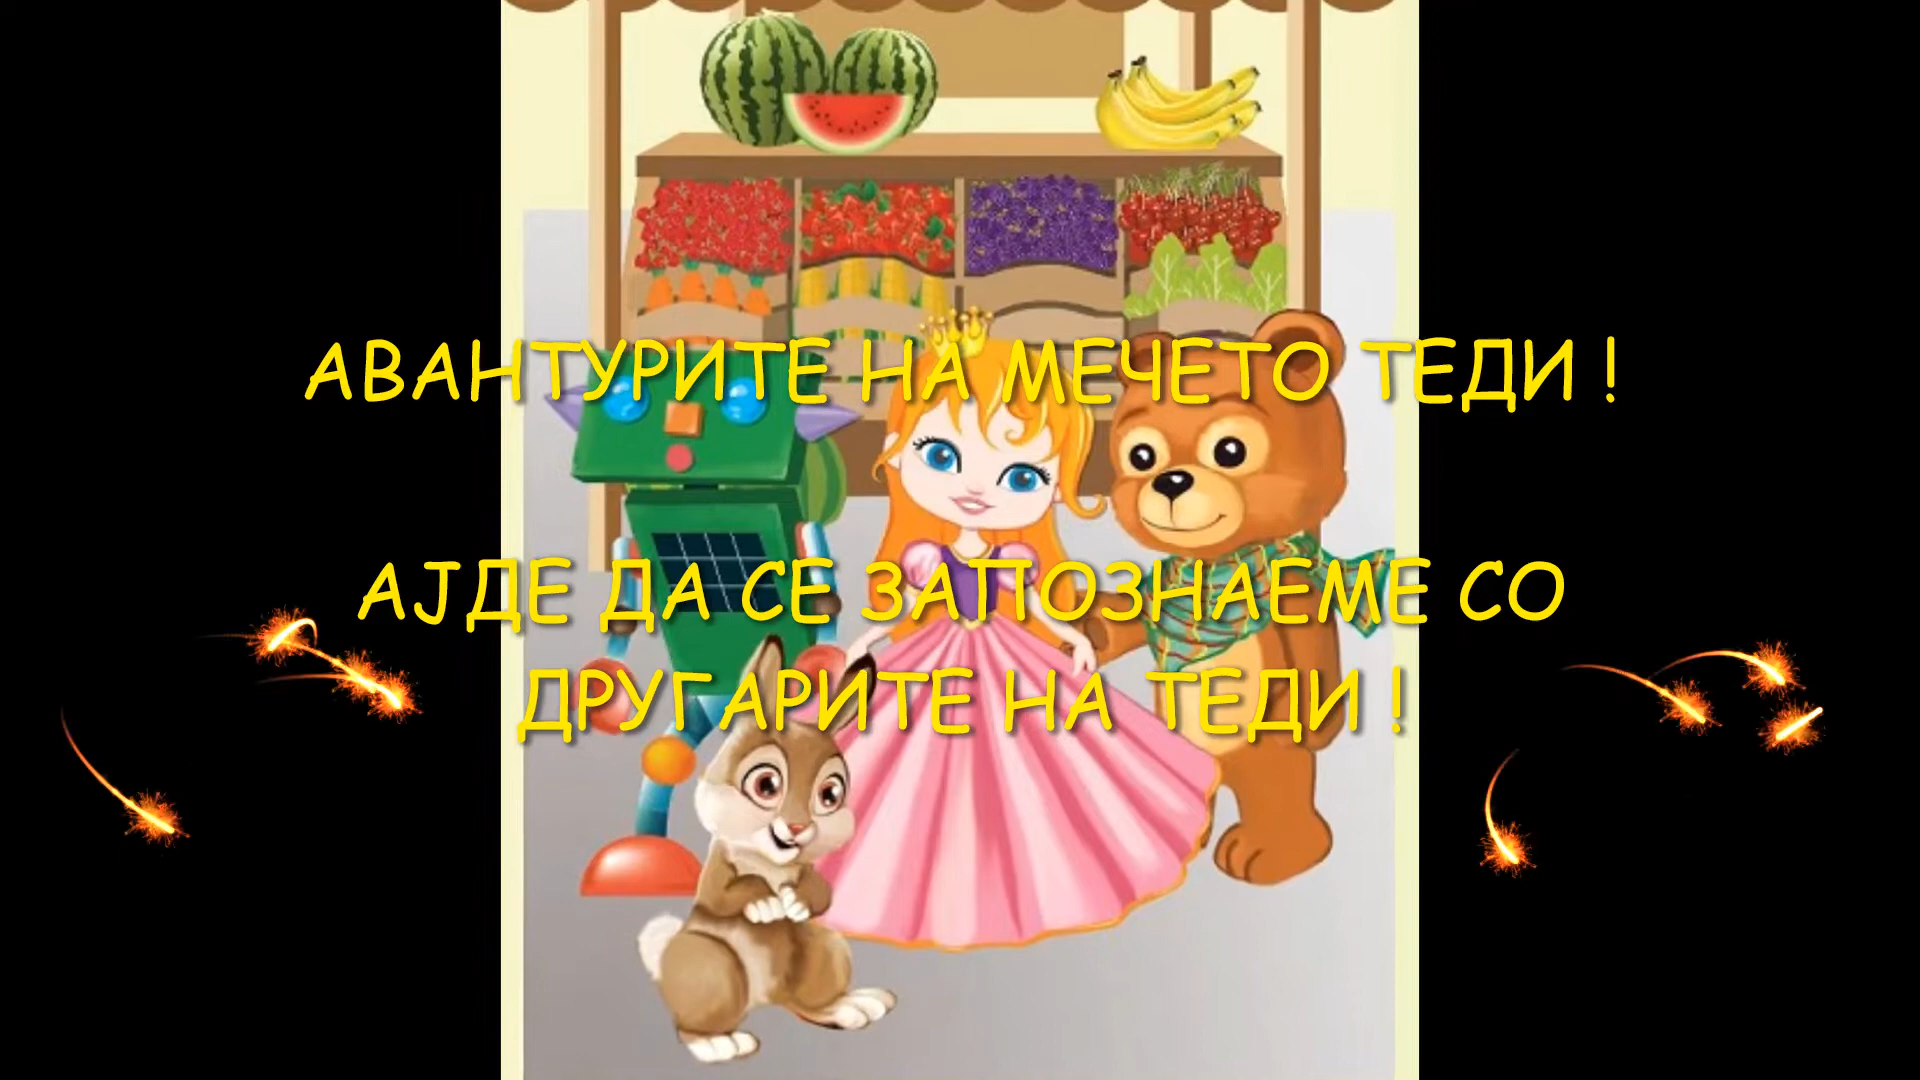 АВАНТУРИТЕ НА МЕЧЕТО ТЕДИ !
АЈДЕ ДА СЕ ЗАПОЗНАЕМЕ СО
ДРУГАРИТЕ НА ТЕДИ !